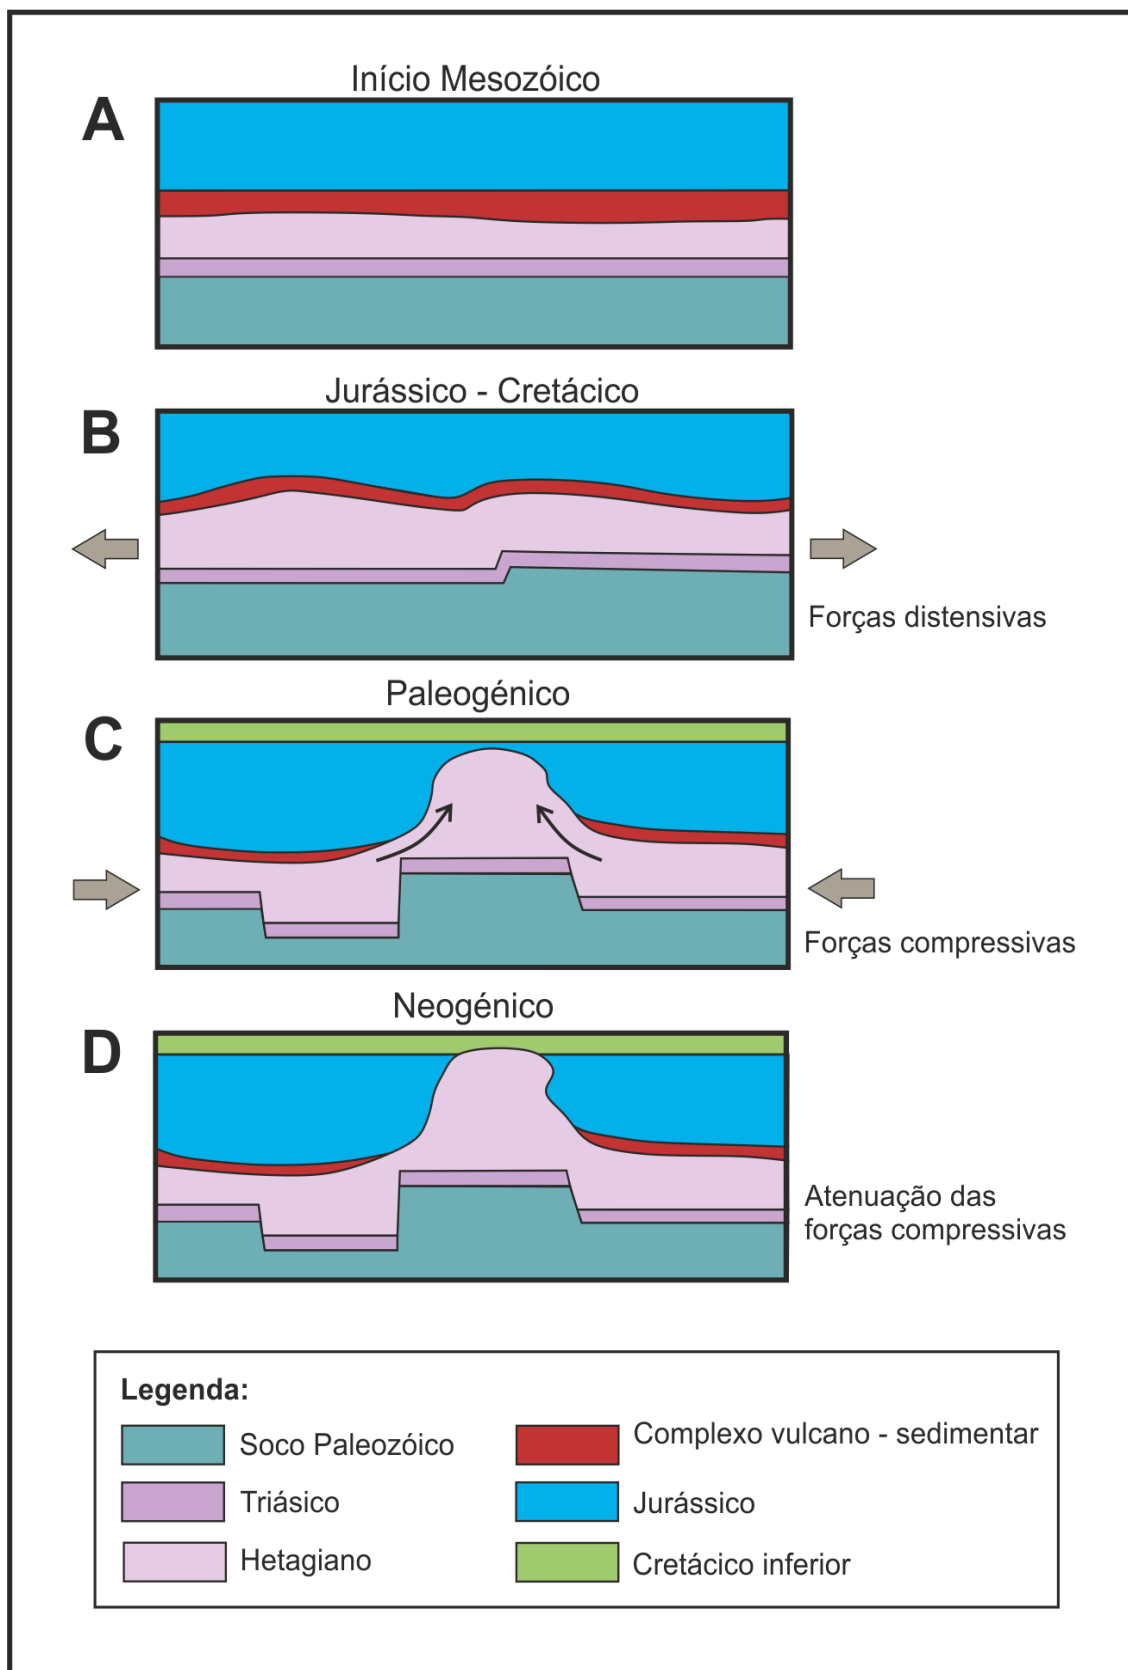 Início Mesozóico
A
Jurássico - Cretácico
B
Forças distensivas
Paleogénico
C
Forças compressivas
Neogénico
D
Atenuação das
forças compressivas
Legenda:
Soco Paleozóico
Complexo vulcano - sedimentar
Triásico
Jurássico
Hetagiano
Cretácico inferior